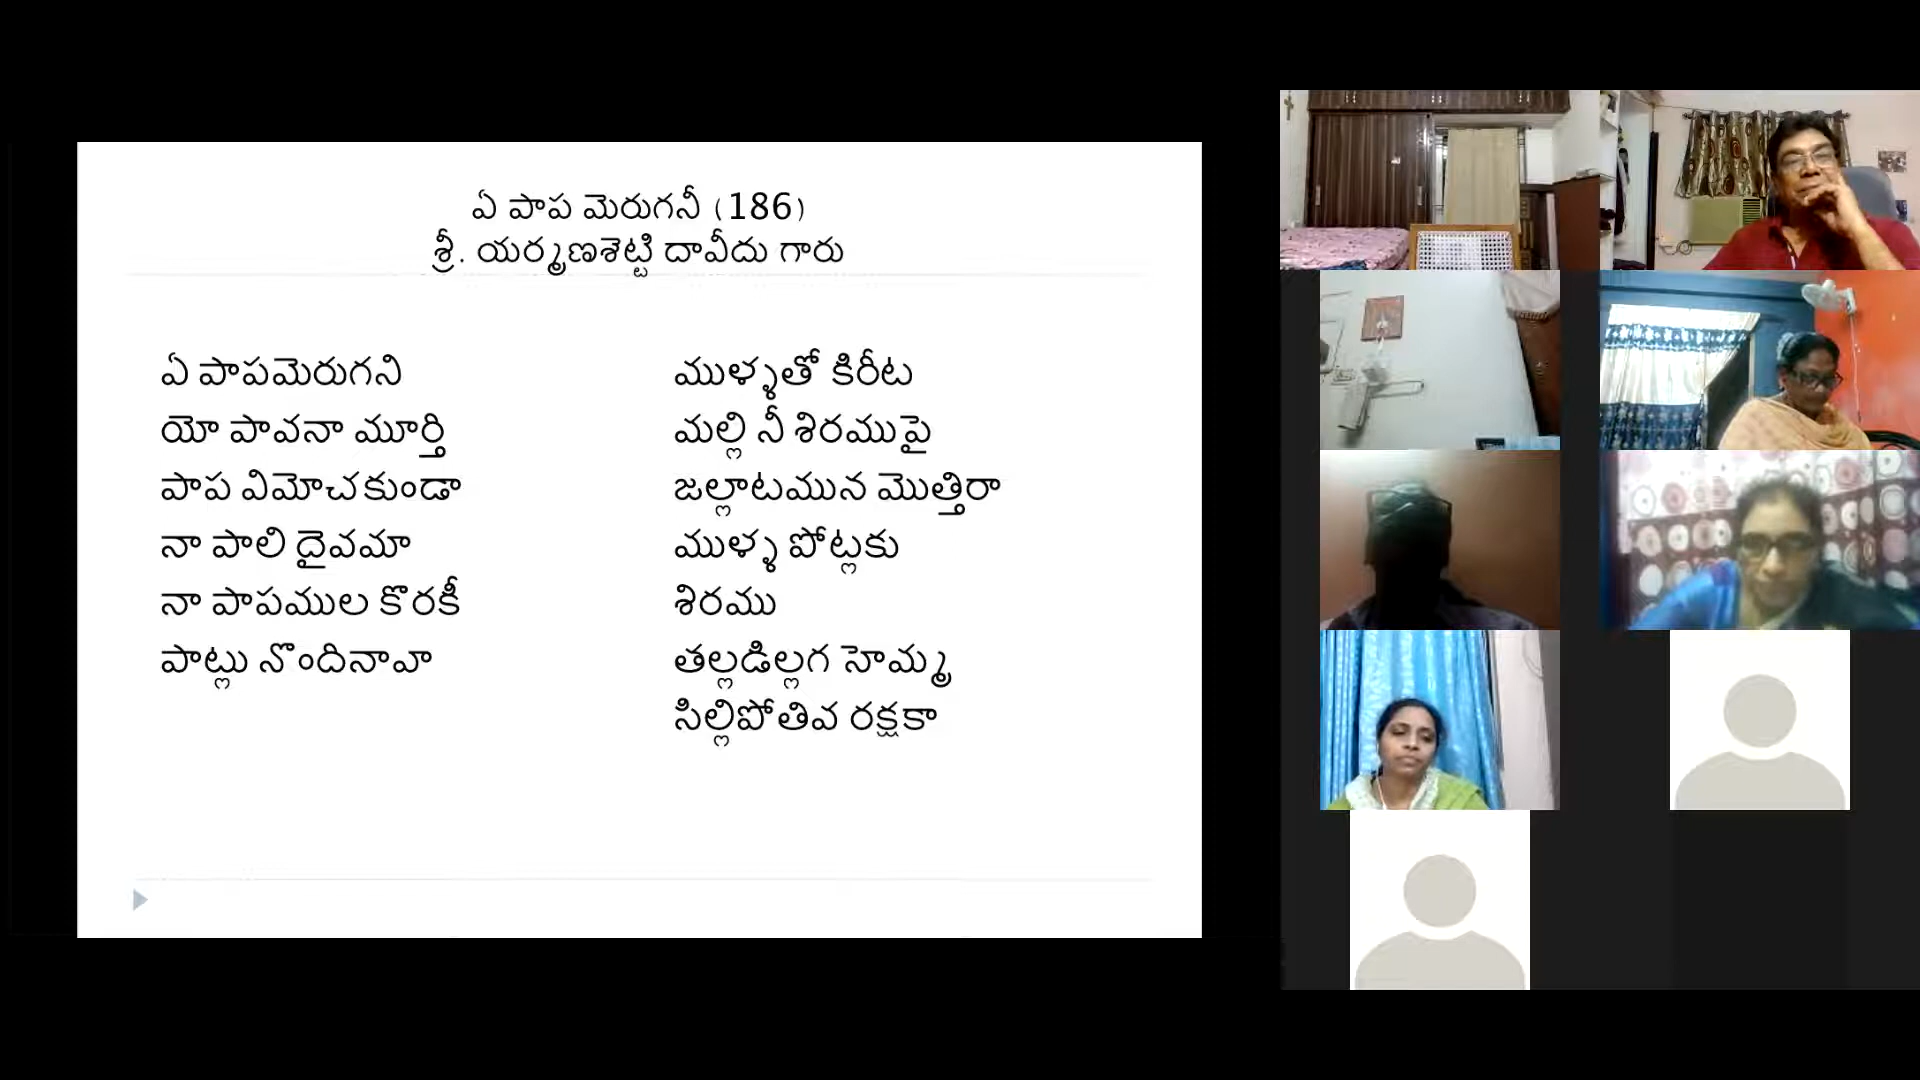 ఏ పాప మెరుగనీ (186)
శ్రీ. యర్మణశెట్టి దావీదు గారు
ఏ పాపమెరుగని
యో పావనా మూర్తి
పాప విమోచకుండా
నా పాలి దైవమా
నా పాపముల కొరకీ
పాట్లు నొందినావా
ముళ్ళతో కిరీట
మల్లి నీ శిరముపై
జల్లాటమున మొత్తిరా
ముళ్ళ పోట్లకు
శిరము
తల్లడిల్లగ సొమ్మ
సిల్లిపోతివ రక్షకా